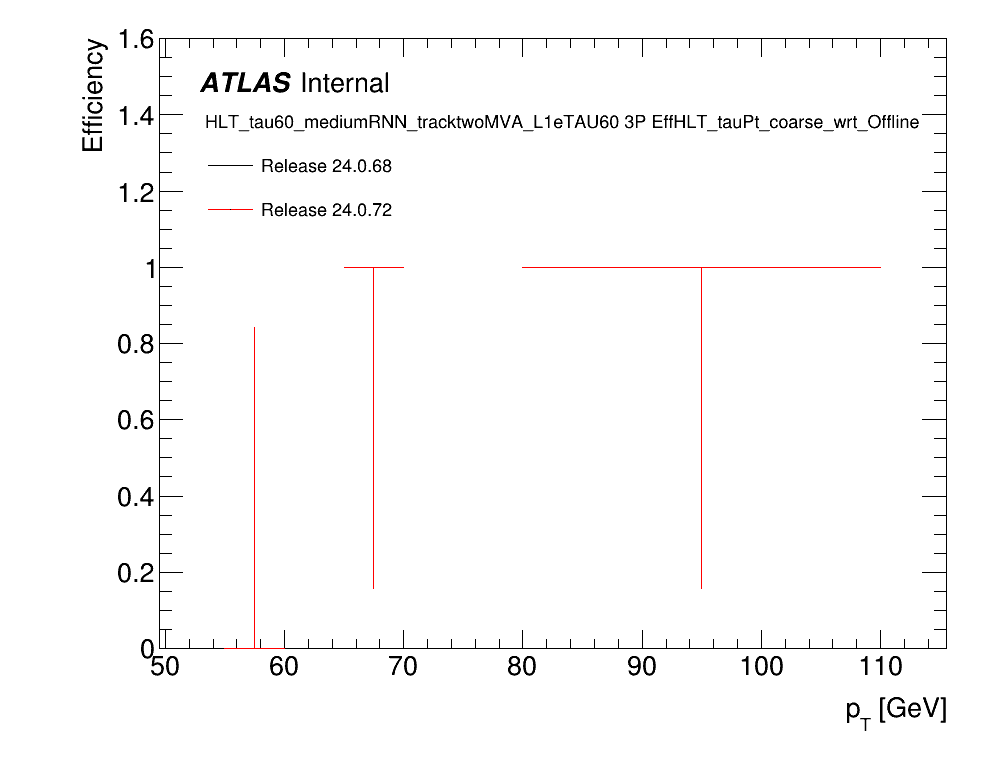 Efficiency
1.6
1.4
1.2
1
0.8
0.6
0.4
0.2
0
ATLAS Internal
HLT_tau60_mediumRNN_tracktwoMVA_L1eTAU60 3P EffHLT_tauPt_coarse_wrt_Offline
Release 24.0.68
Release 24.0.72
50 60 70 80 90 100 110
p_T [GeV]